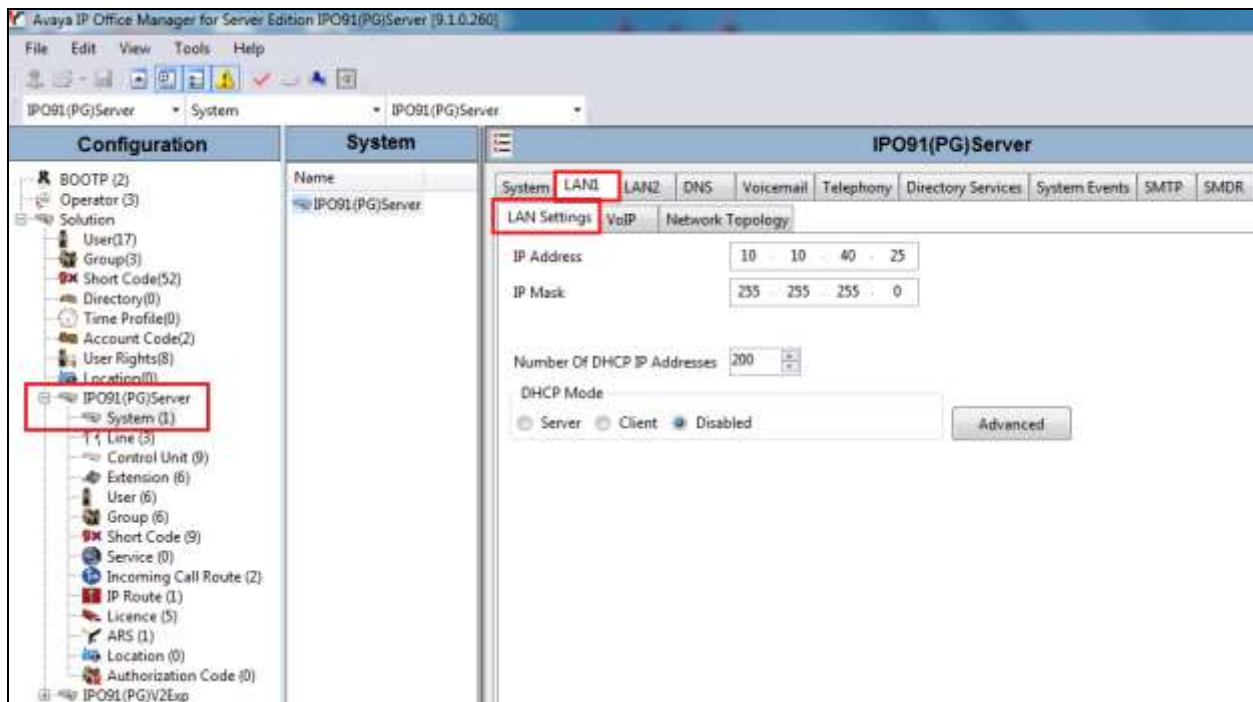 Avaya IP Office Manager for Server Edition IPO91(PG)Server [9.1.0.260]
File Edit View Tools Help
IPO91(PG)Server System IPO91(PG)Server
Configuration
BOOTP (2)
Operator (3)
Solution
User(17)
Group(3)
Short Code(52)
Directory(0)
Time Profile(0)
Account Code(2)
User Rights(8)
Location(0)
IPO91(PG)Server
System (1)
Line (3)
Control Unit (9)
Extension (6)
User (6)
Group (6)
Short Code (9)
Service (0)
Incoming Call Route (2)
IP Route (1)
Licence (5)
ARS (1)
Location (0)
Authorization Code (0)
IPO91(PG)V2Exp
System
Name
IPO91(PG)Server
IPO91(PG)Server
System LAN1 LAN2 DNS Voicemail Telephony Directory Services System Events SMTP SMDR
LAN Settings VoIP Network Topology
IP Address 10 . 10 . 40 . 25
IP Mask 255 . 255 . 255 . 0
Number Of DHCP IP Addresses 200
DHCP Mode
Server Client Disabled
Advanced